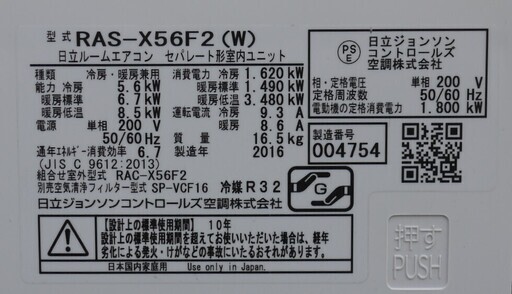 型式 RAS-X56F2(W)
日立ルームエアコン セパレート形室内ユニット
種類 冷房・暖房兼用
能力 冷房 5.6 kW
暖房標準 6.7 kW
暖房低温 8.5 kW
電源 単相 200 V
50/60 Hz
通年エネルギー消費効率 6.7
(JIS C 9612:2013)
消費電力 冷房 1.620 kW
暖房標準 1.490 kW
暖房低温 3.480 kW
運転電流 冷房 9.3 A
暖房 8.6 A
質量 16.5 kg
製造年 2016
組合せ室外型式 RAC-X56F2
別売空気清浄フィルター型式 SP-VCF16 冷媒R32
日立ジョンソンコントロールズ空調株式会社
PS
E
日立ジョンソン
コントロールズ
空調株式会社
相・定格電圧 単相 200 V
定格周波数 50/60 Hz
電動機の定格消費電力
1.800 kW
製造番号
004754
G
【設計上の標準使用期間】 10年
設計上の標準使用期間を超えてお使いいただいた場合は、経年
劣化による発火・けがなどの事故に至るおそれがあります。
日本国内家庭用 Use only in Japan.
押す
PUSH